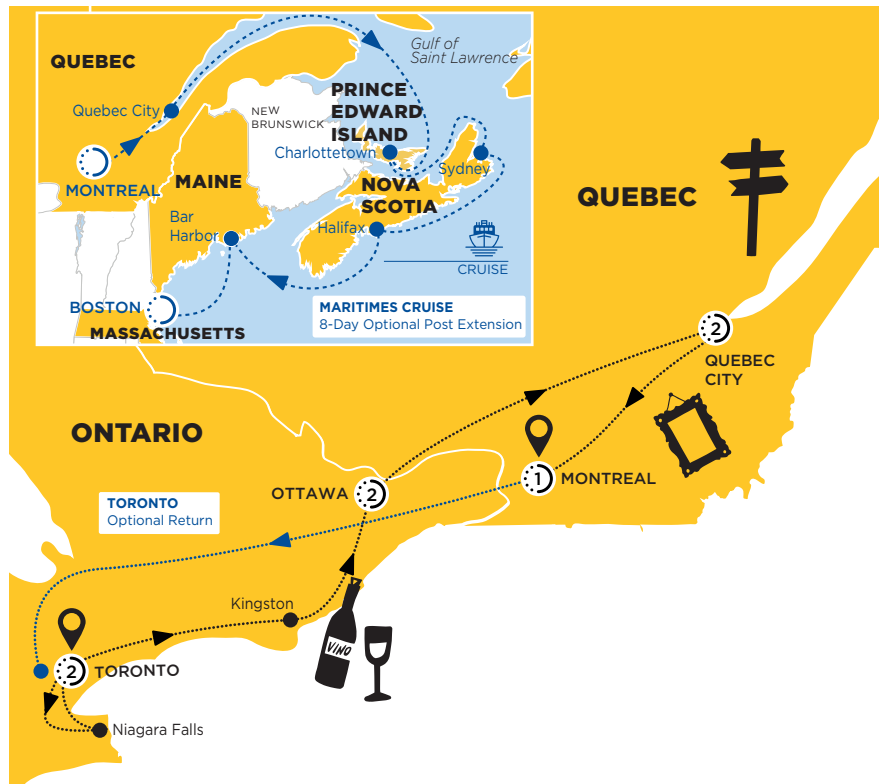 QUEBEC
Gulf of
Saint Lawrence
Quebec City
NEW
BRUNSWICK
PRINCE
EDWARD
ISLAND
Charlottetown
Sydney
MONTREAL
MAINE
NOVA
SCOTIA
Bar
Harbor
Halifax
CRUISE
BOSTON
MASSACHUSETTS
MARITIMES CRUISE
8-Day Optional Post Extension
QUEBEC
2
QUEBEC
CITY
ONTARIO
OTTAWA
2
1
MONTREAL
TORONTO
Optional Return
Kingston
VINO
2
TORONTO
Niagara Falls